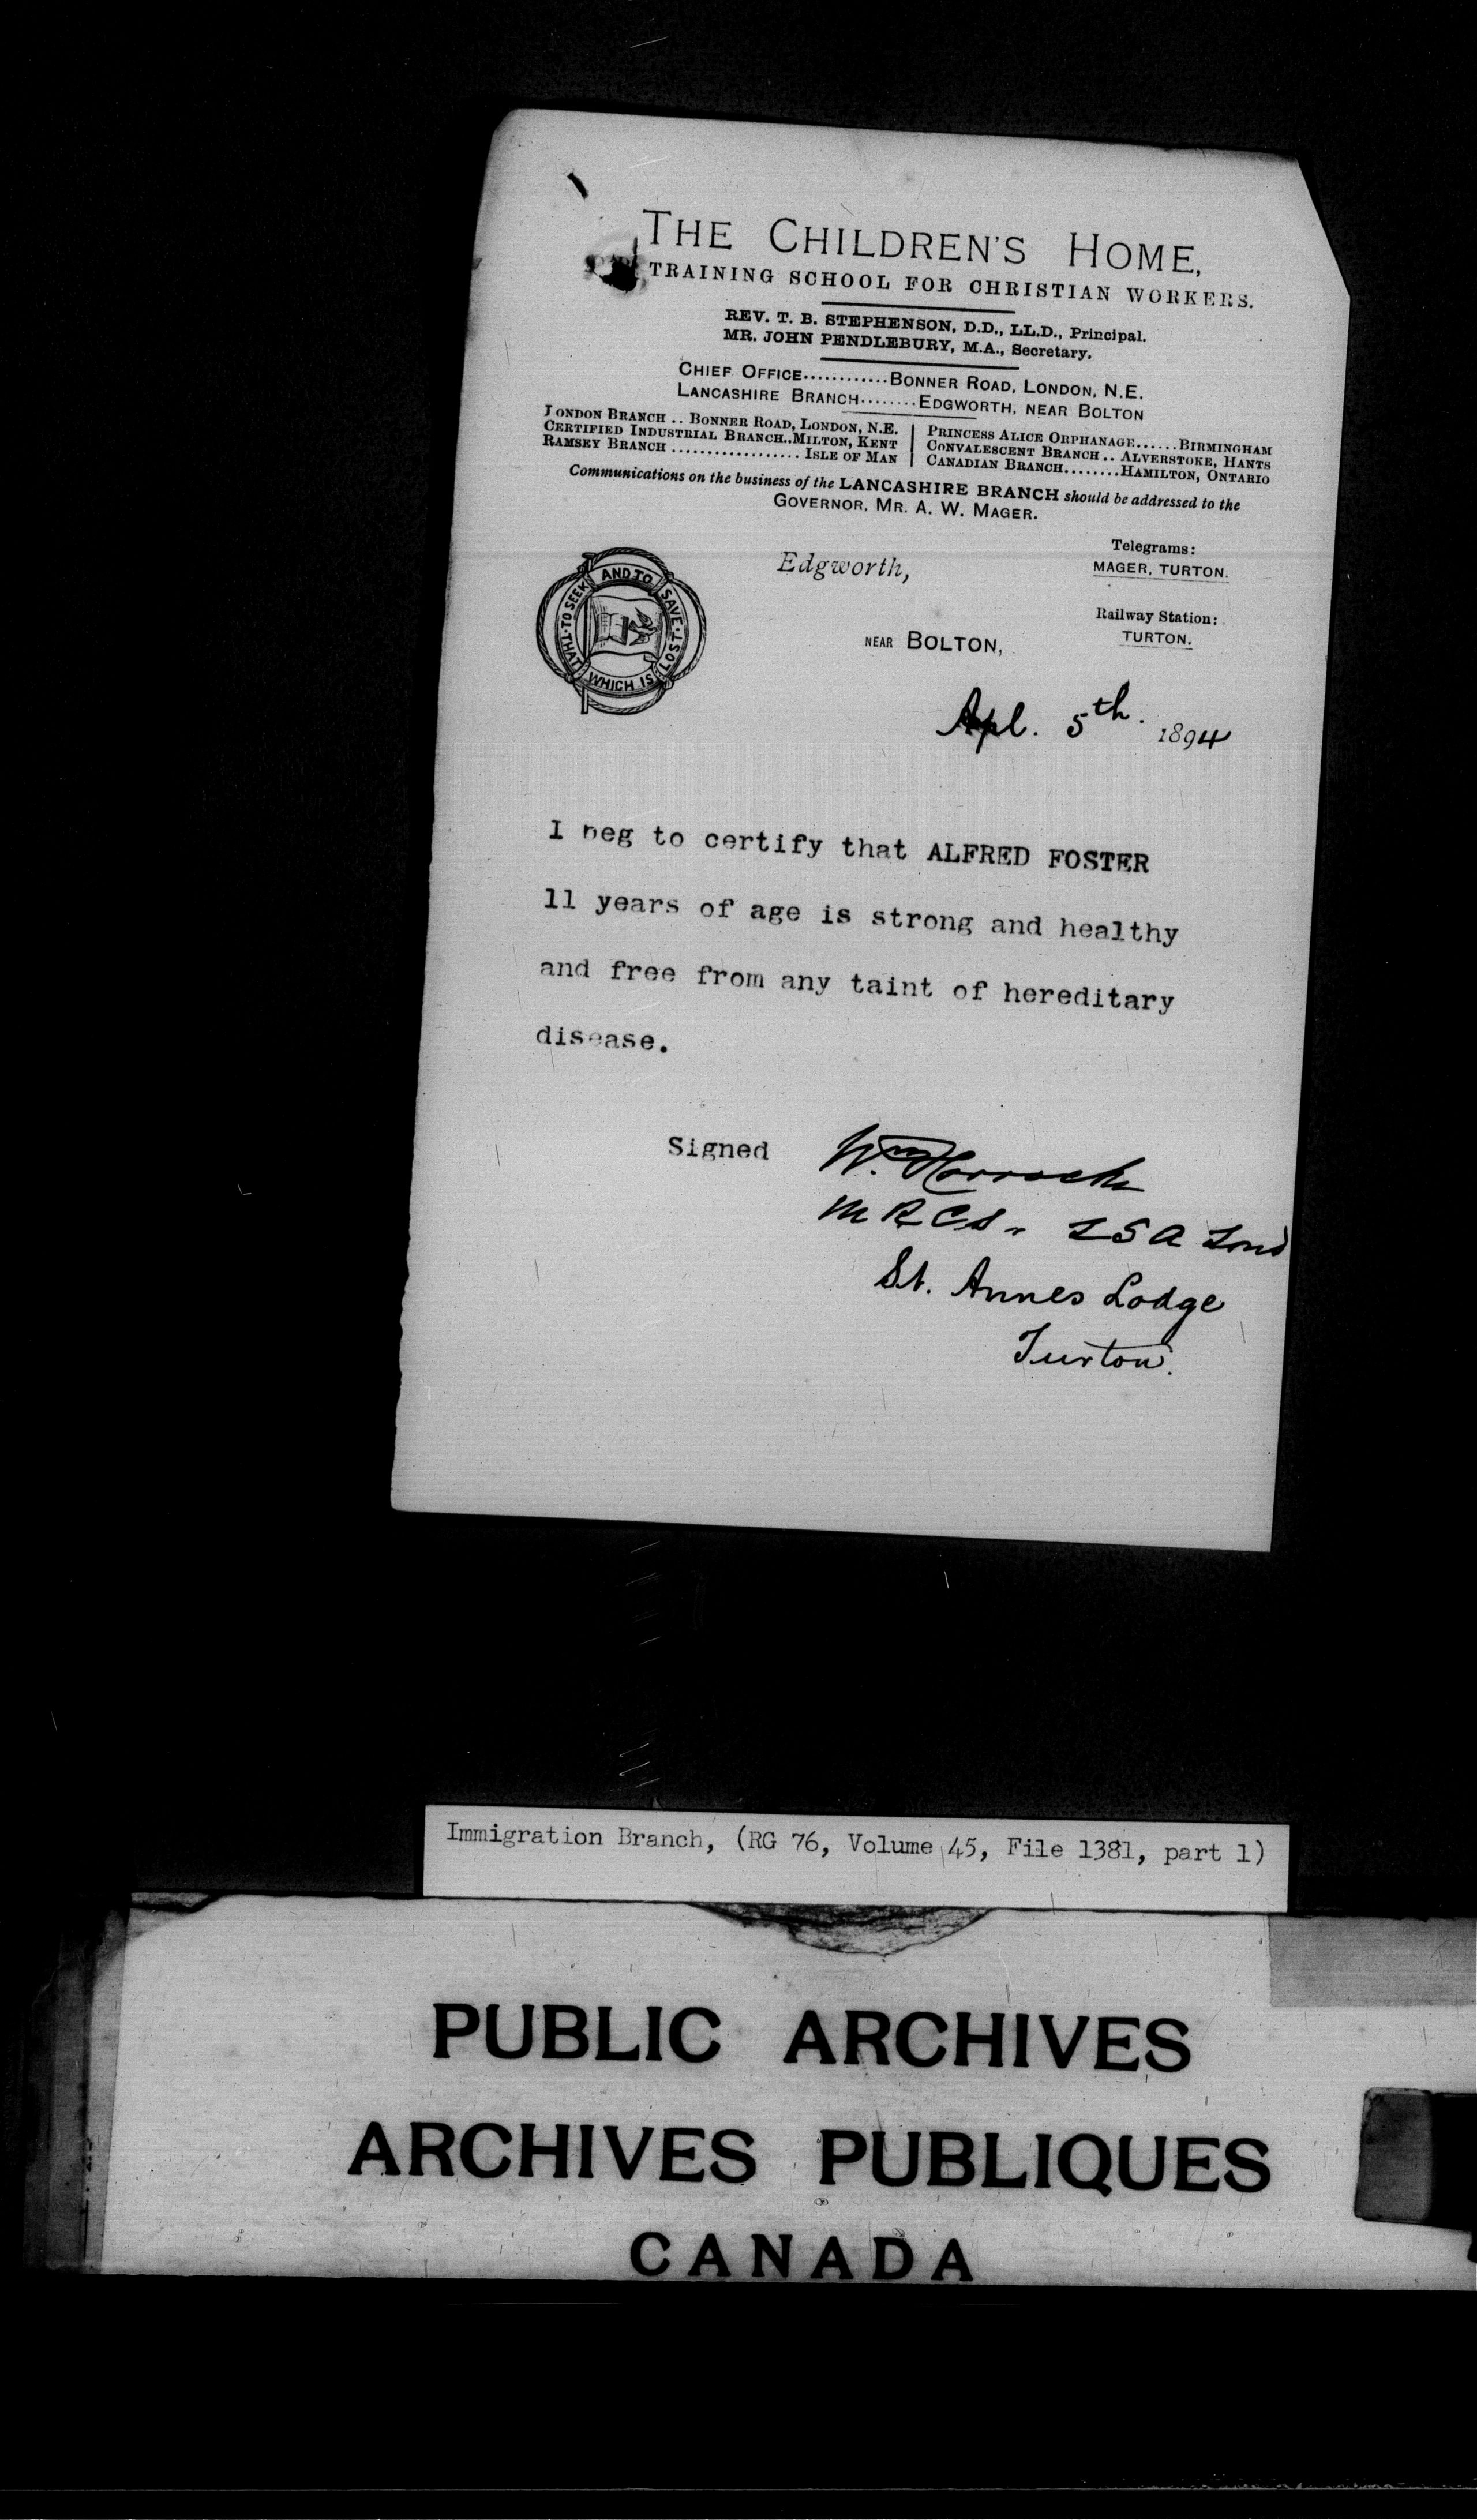 THE CHILDREN'S HOME,
TRAINING SCHOOL FOR CHRISTIAN WORKERS.
REV. T. B. STEPHENSON, D.D., LL.D., Principal.
MR. JOHN PENDLEBURY, M.A., Secretary.
CHIEF OFFICE............BONNER ROAD, LONDON, N.E.
LANCASHIRE BRANCH........EDGWORTH, NEAR BOLTON
LONDON BRANCH .. BONNER ROAD, LONDON, N.E.
CERTIFIED INDUSTRIAL BRANCH..MILTON, KENT
RAMSEY BRANCH .................. ISLE OF MAN
PRINCESS ALICE ORPHANAGE......BIRMINGHAM
CONVALESCENT BRANCH .. ALVERSTOKE, HANTS
CANADIAN BRANCH........HAMILTON, ONTARIO
Communications on the business of the LANCASHIRE BRANCH should be addressed to the
GOVERNOR, MR. A. W. MAGER.
TO SEEK AND TO SAVE THAT WHICH IS LOST
Edgworth,
NEAR BOLTON,
Telegrams:
MAGER, TURTON.
Railway Station:
TURTON.
Apl. 5th. 1894
I beg to certify that ALFRED FOSTER
11 years of age is strong and healthy
and free from any taint of hereditary
disease.
Signed Wm Horrocks
MRCS. LSA Lond
St. Annes Lodge
Turton.
Immigration Branch, (RG 76, Volume 45, File 1381, part 1)
PUBLIC ARCHIVES
ARCHIVES PUBLIQUES
CANADA